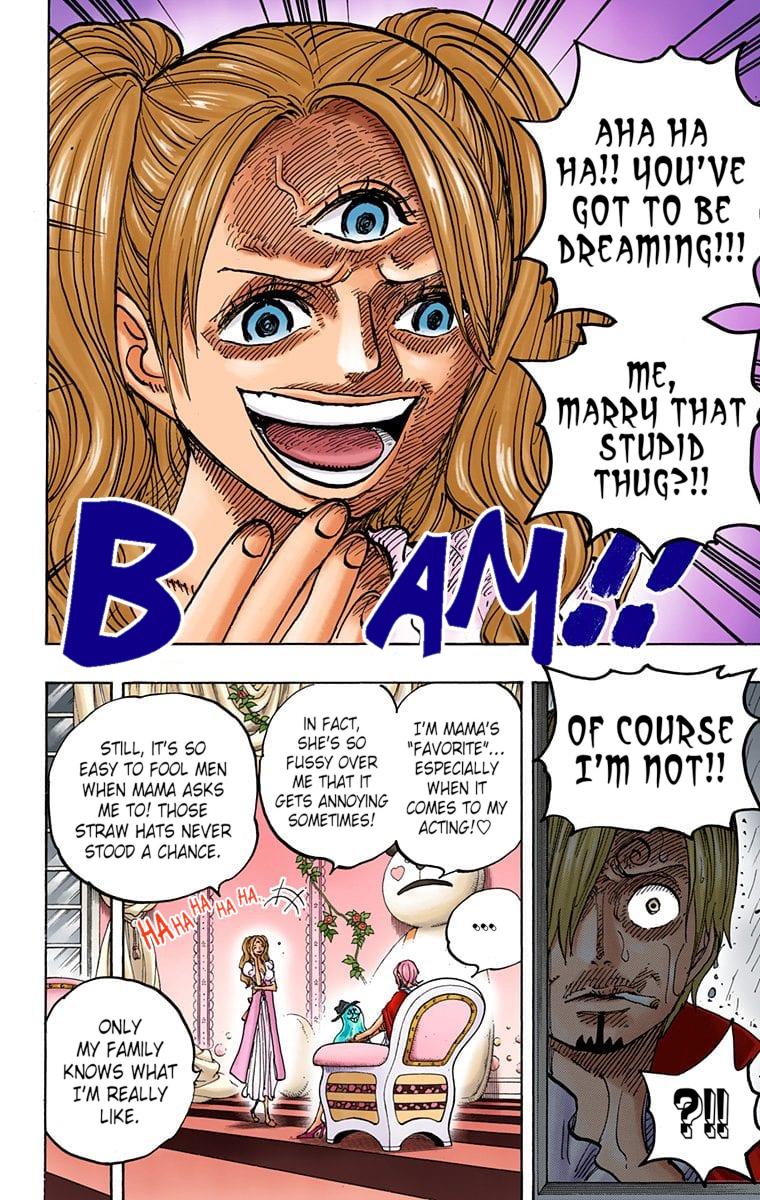 AHA HA
HA!! YOU'VE
GOT TO BE
DREAMING!!!
ME,
MARRY THAT
STUPID
THUG?!!
BAM!!
OF COURSE
I'M NOT!!
?!!
I'M MAMA'S
"FAVORITE"...
ESPECIALLY
WHEN IT
COMES TO MY
ACTING!♡
IN FACT,
SHE'S SO
FUSSY OVER
ME THAT IT
GETS ANNOYING
SOMETIMES!
...
STILL, IT'S SO
EASY TO FOOL MEN
WHEN MAMA ASKS
ME TO! THOSE
STRAW HATS NEVER
STOOD A CHANCE.
HA HA HA HA HA...
ONLY
MY FAMILY
KNOWS WHAT
I'M REALLY
LIKE.